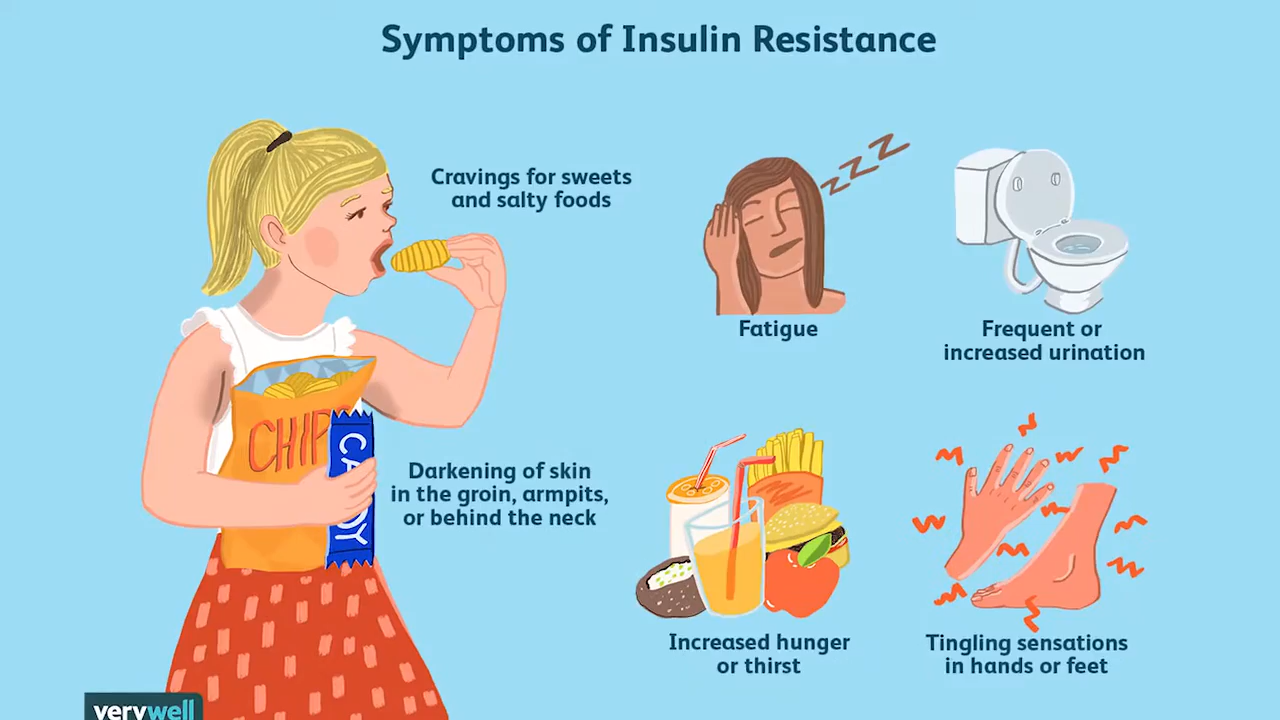 Symptoms of Insulin Resistance
Cravings for sweets
and salty foods
Fatigue
Frequent or
increased urination
CHIP
CANDY
Darkening of skin
in the groin, armpits,
or behind the neck
Increased hunger
or thirst
Tingling sensations
in hands or feet
verywell